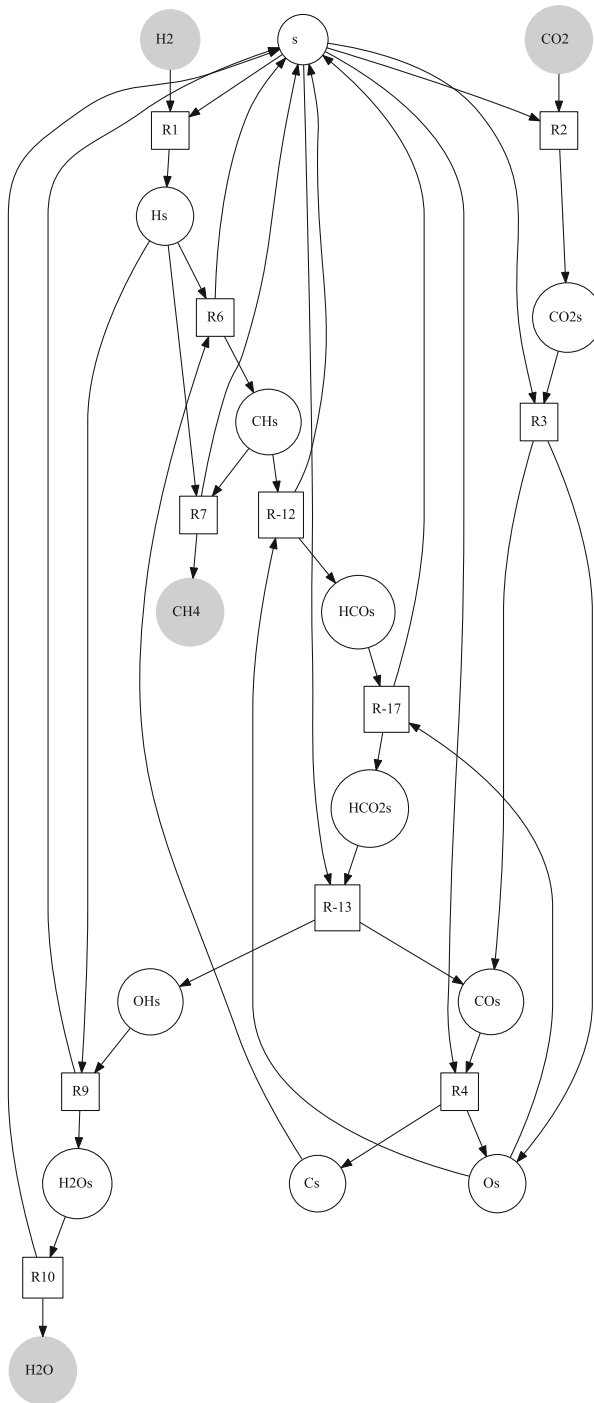 H2
s
CO2
R1
R2
Hs
R6
CO2s
CHs
R3
R7
R-12
CH4
HCOs
R-17
HCO2s
R-13
OHs
COs
R9
R4
H2Os
Cs
Os
R10
H2O